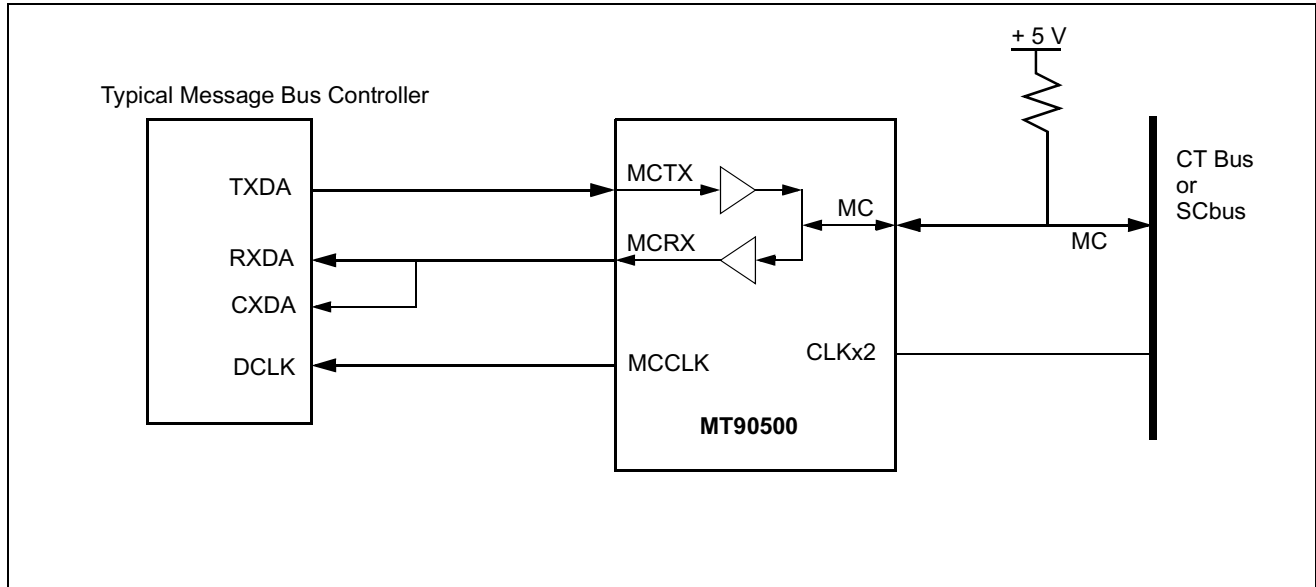 + 5 V
Typical Message Bus Controller
TXDA
RXDA
CXDA
DCLK
MCTX
MCRX
MC
MCCLK
CLKx2
MT90500
MC
CT Bus
or
SCbus